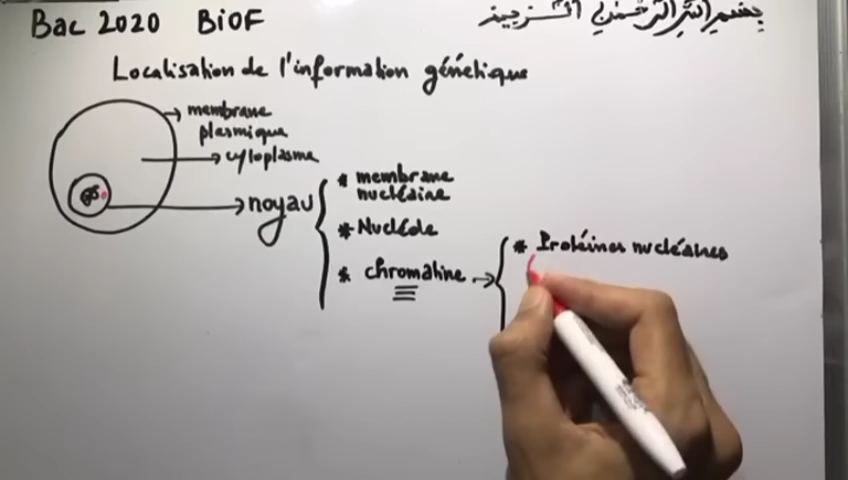 Bac 2020 BiOF
بسم الله الرحمن الرحيم
Localisation de l'information génétique
membrane
plasmique
cytoplasme
noyau
* membrane
nucléaire
* Nucléole
* chromatine
* Protéines nucléaires